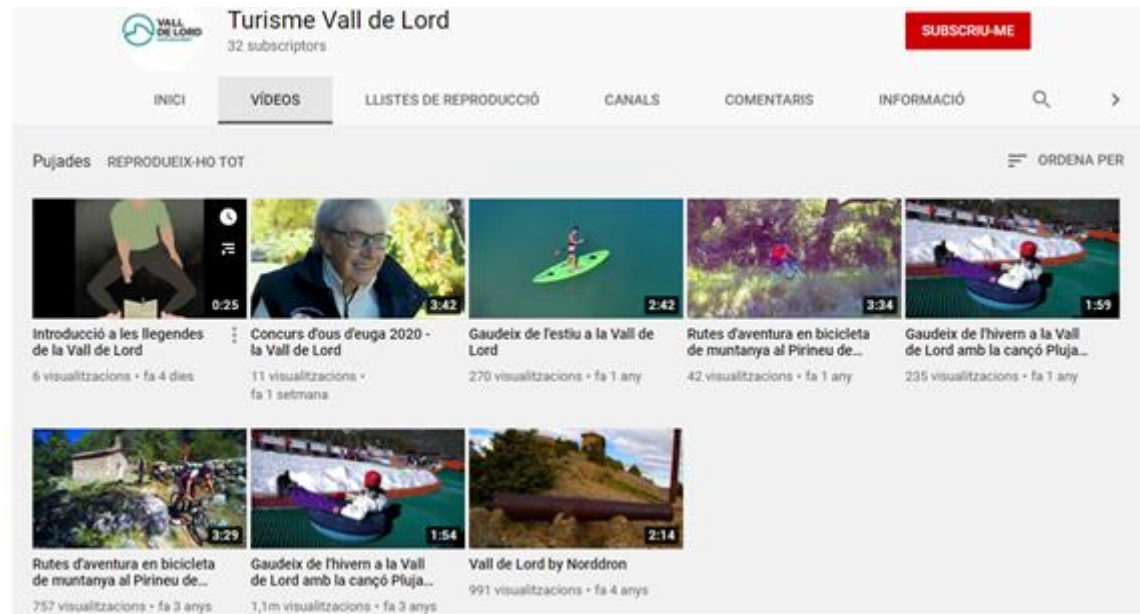 VALL
DE LORD
Turisme Vall de Lord
32 subscriptors
SUBSCRIU-ME
INICI
VÍDEOS
LLISTES DE REPRODUCCIÓ
CANALS
COMENTARIS
INFORMACIÓ
Pujades
REPRODUEIX-HO TOT
ORDENA PER
0:25
Introducció a les llegendes
de la Vall de Lord
6 visualitzacions • fa 4 dies
3:42
Concurs d'ous d'euga 2020 -
la Vall de Lord
11 visualitzacions •
fa 1 setmana
2:42
Gaudeix de l'estiu a la Vall de
Lord
270 visualitzacions • fa 1 any
3:34
Rutes d'aventura en bicicleta
de muntanya al Pirineu de...
42 visualitzacions • fa 1 any
1:59
Gaudeix de l'hivern a la Vall
de Lord amb la cançó Pluja...
235 visualitzacions • fa 1 any
3:29
Rutes d'aventura en bicicleta
de muntanya al Pirineu de...
757 visualitzacions • fa 3 anys
1:54
Gaudeix de l'hivern a la Vall
de Lord amb la cançó Pluja...
1,1m visualitzacions • fa 3 anys
2:14
Vall de Lord by Norddron
991 visualitzacions • fa 4 anys